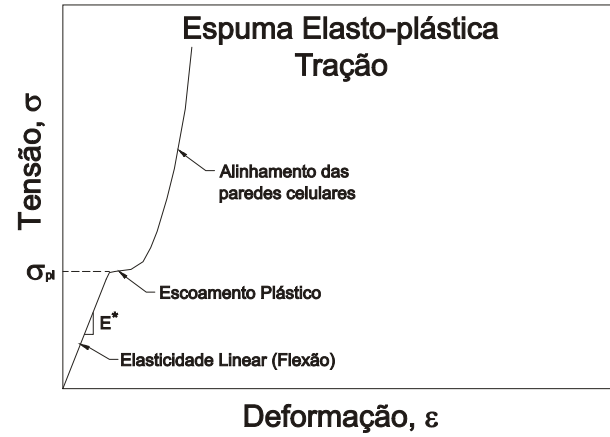 Espuma Elasto-plástica
Tração
Tensão, σ
Alinhamento das
paredes celulares
σpl
Escoamento Plástico
E*
Elasticidade Linear (Flexão)
Deformação, ε